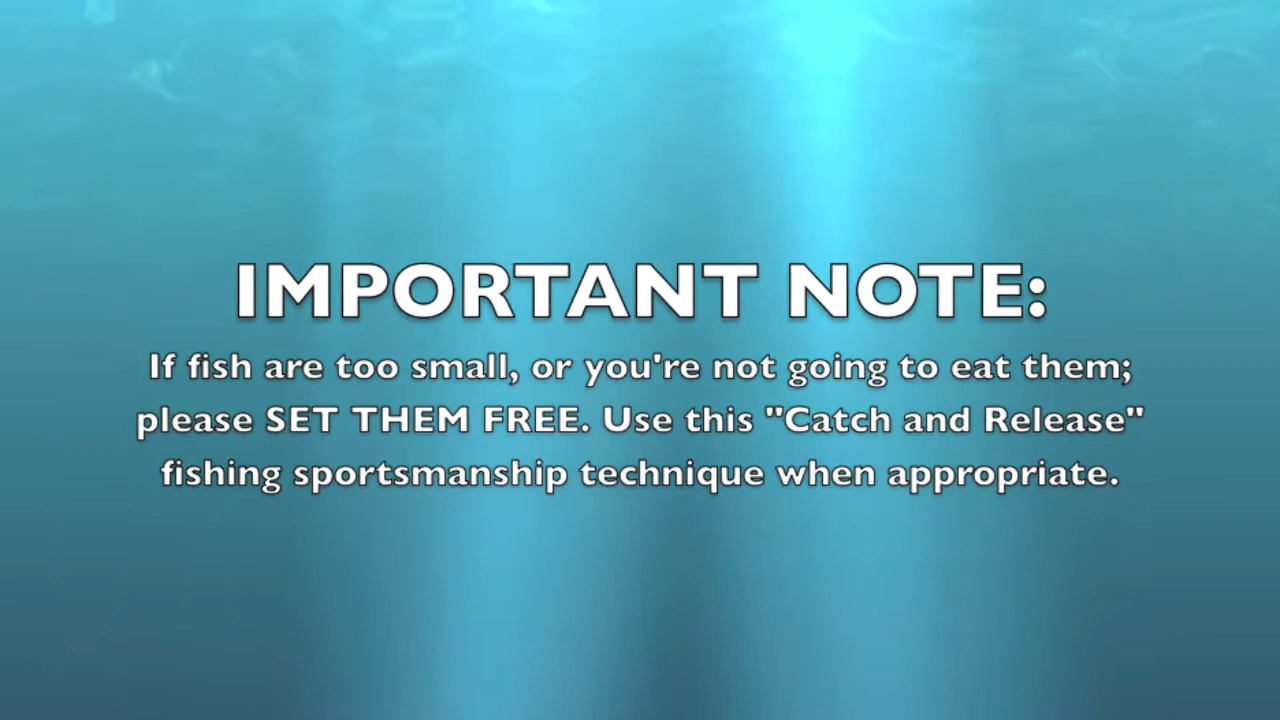 IMPORTANT NOTE:
If fish are too small, or you're not going to eat them;
please SET THEM FREE. Use this "Catch and Release"
fishing sportsmanship technique when appropriate.